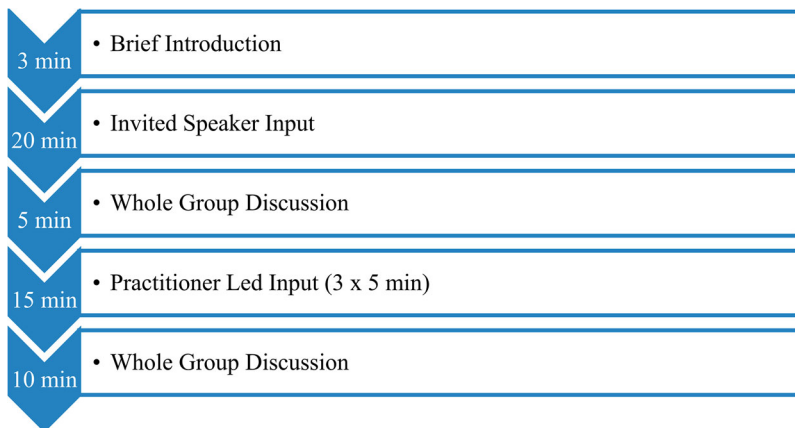 3 min
• Brief Introduction
20 min
• Invited Speaker Input
5 min
• Whole Group Discussion
15 min
• Practitioner Led Input (3 x 5 min)
10 min
• Whole Group Discussion